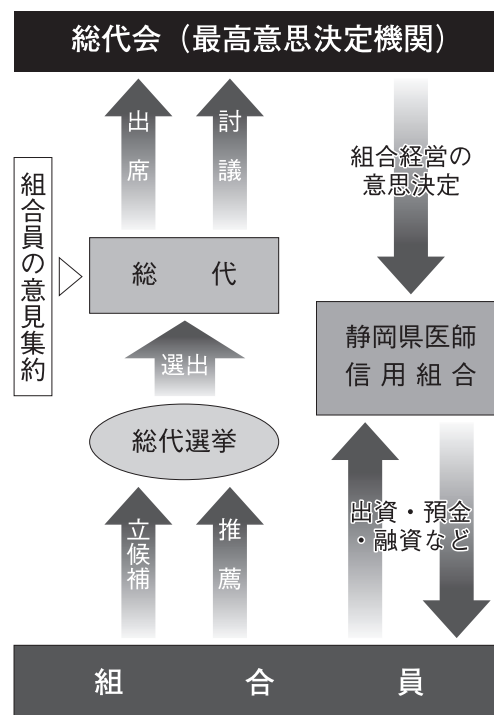 総代会（最高意思決定機関）
出席
討議
組合経営の
意思決定
組合員の意見集約
総代
静岡県医師
信用組合
選出
総代選挙
立候補
推薦
出資・預金
・融資など
組合員